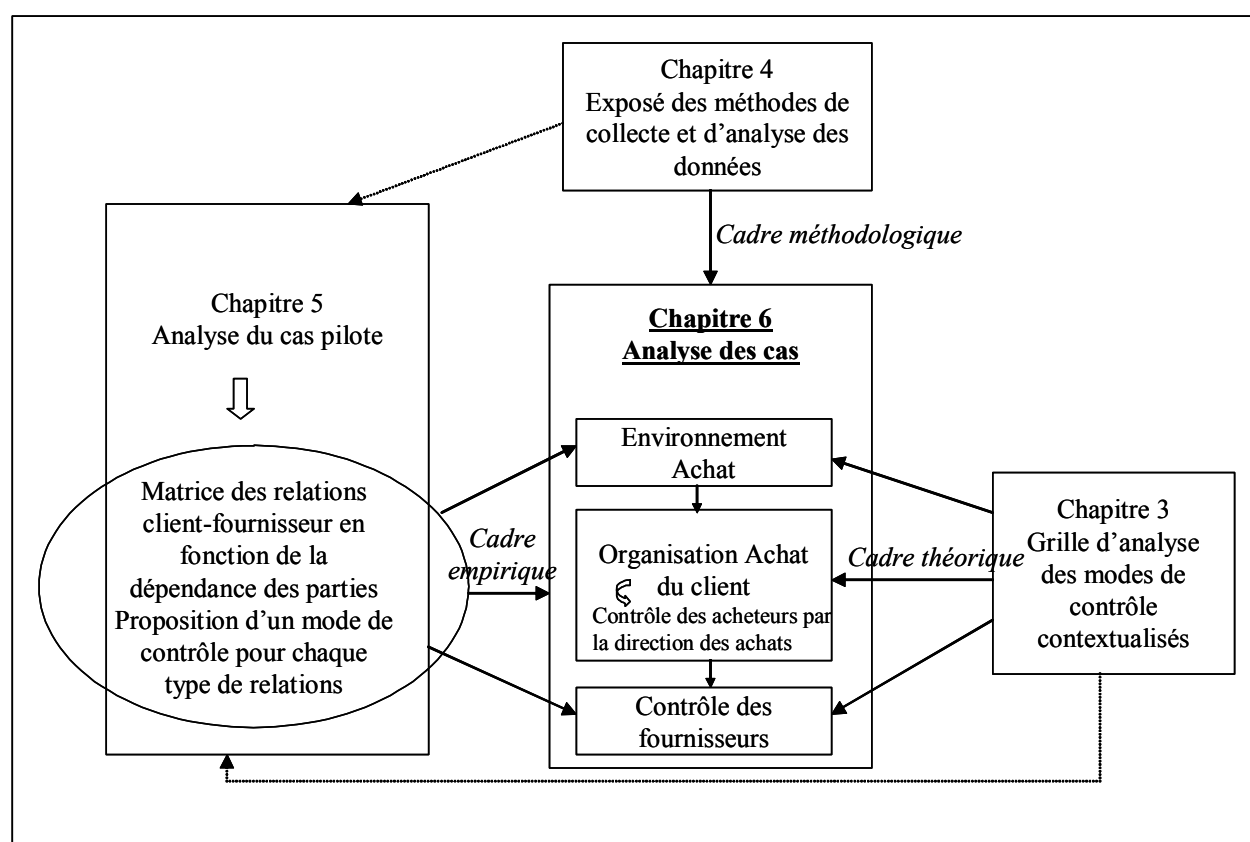 Chapitre 4
Exposé des méthodes de
collecte et d'analyse des
données
Cadre méthodologique
Chapitre 5
Analyse du cas pilote
Matrice des relations
client-fournisseur en
fonction de la
dépendance des parties
Proposition d'un mode de
contrôle pour chaque
type de relations
Cadre
empirique
Chapitre 6
Analyse des cas
Environnement
Achat
Organisation Achat
du client
Contrôle des acheteurs par
la direction des achats
Contrôle des
fournisseurs
Cadre théorique
Chapitre 3
Grille d'analyse
des modes de
contrôle
contextualisés